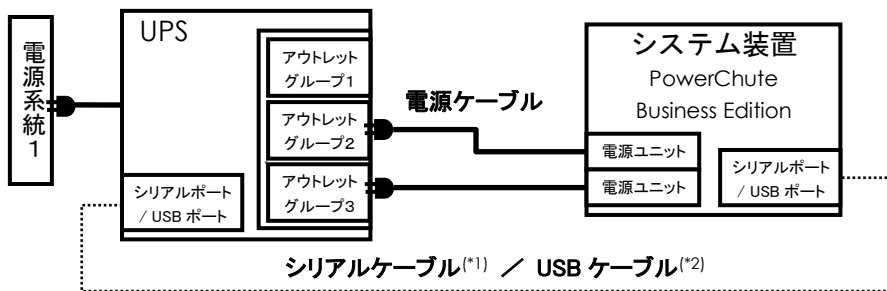 電源系統1
UPS
アウトレット
グループ1
アウトレット
グループ2
アウトレット
グループ3
シリアルポート
/ USB ポート
電源ケーブル
システム装置
PowerChute
Business Edition
電源ユニット
電源ユニット
シリアルポート
/ USB ポート
シリアルケーブル(*1) ／ USB ケーブル(*2)